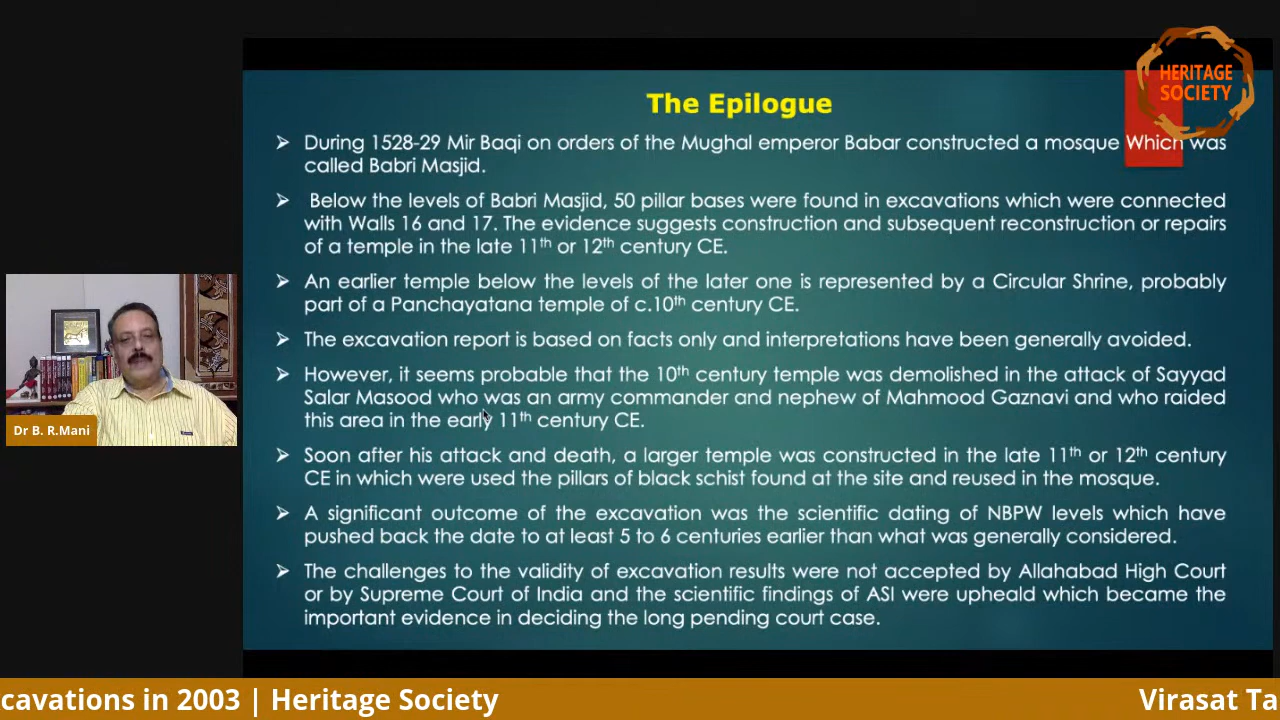 HERITAGE
SOCIETY
The Epilogue
➢ During 1528-29 Mir Baqi on orders of the Mughal emperor Babar constructed a mosque Which was
called Babri Masjid.
➢ Below the levels of Babri Masjid, 50 pillar bases were found in excavations which were connected
with Walls 16 and 17. The evidence suggests construction and subsequent reconstruction or repairs
of a temple in the late 11th or 12th century CE.
➢ An earlier temple below the levels of the later one is represented by a Circular Shrine, probably
part of a Panchayatana temple of c.10th century CE.
➢ The excavation report is based on facts only and interpretations have been generally avoided.
➢ However, it seems probable that the 10th century temple was demolished in the attack of Sayyad
Salar Masood who was an army commander and nephew of Mahmood Gaznavi and who raided
this area in the early 11th century CE.
➢ Soon after his attack and death, a larger temple was constructed in the late 11th or 12th century
CE in which were used the pillars of black schist found at the site and reused in the mosque.
➢ A significant outcome of the excavation was the scientific dating of NBPW levels which have
pushed back the date to at least 5 to 6 centuries earlier than what was generally considered.
➢ The challenges to the validity of excavation results were not accepted by Allahabad High Court
or by Supreme Court of India and the scientific findings of ASI were upheald which became the
important evidence in deciding the long pending court case.
Dr B. R.Mani
cavations in 2003 | Heritage Society
Virasat Ta